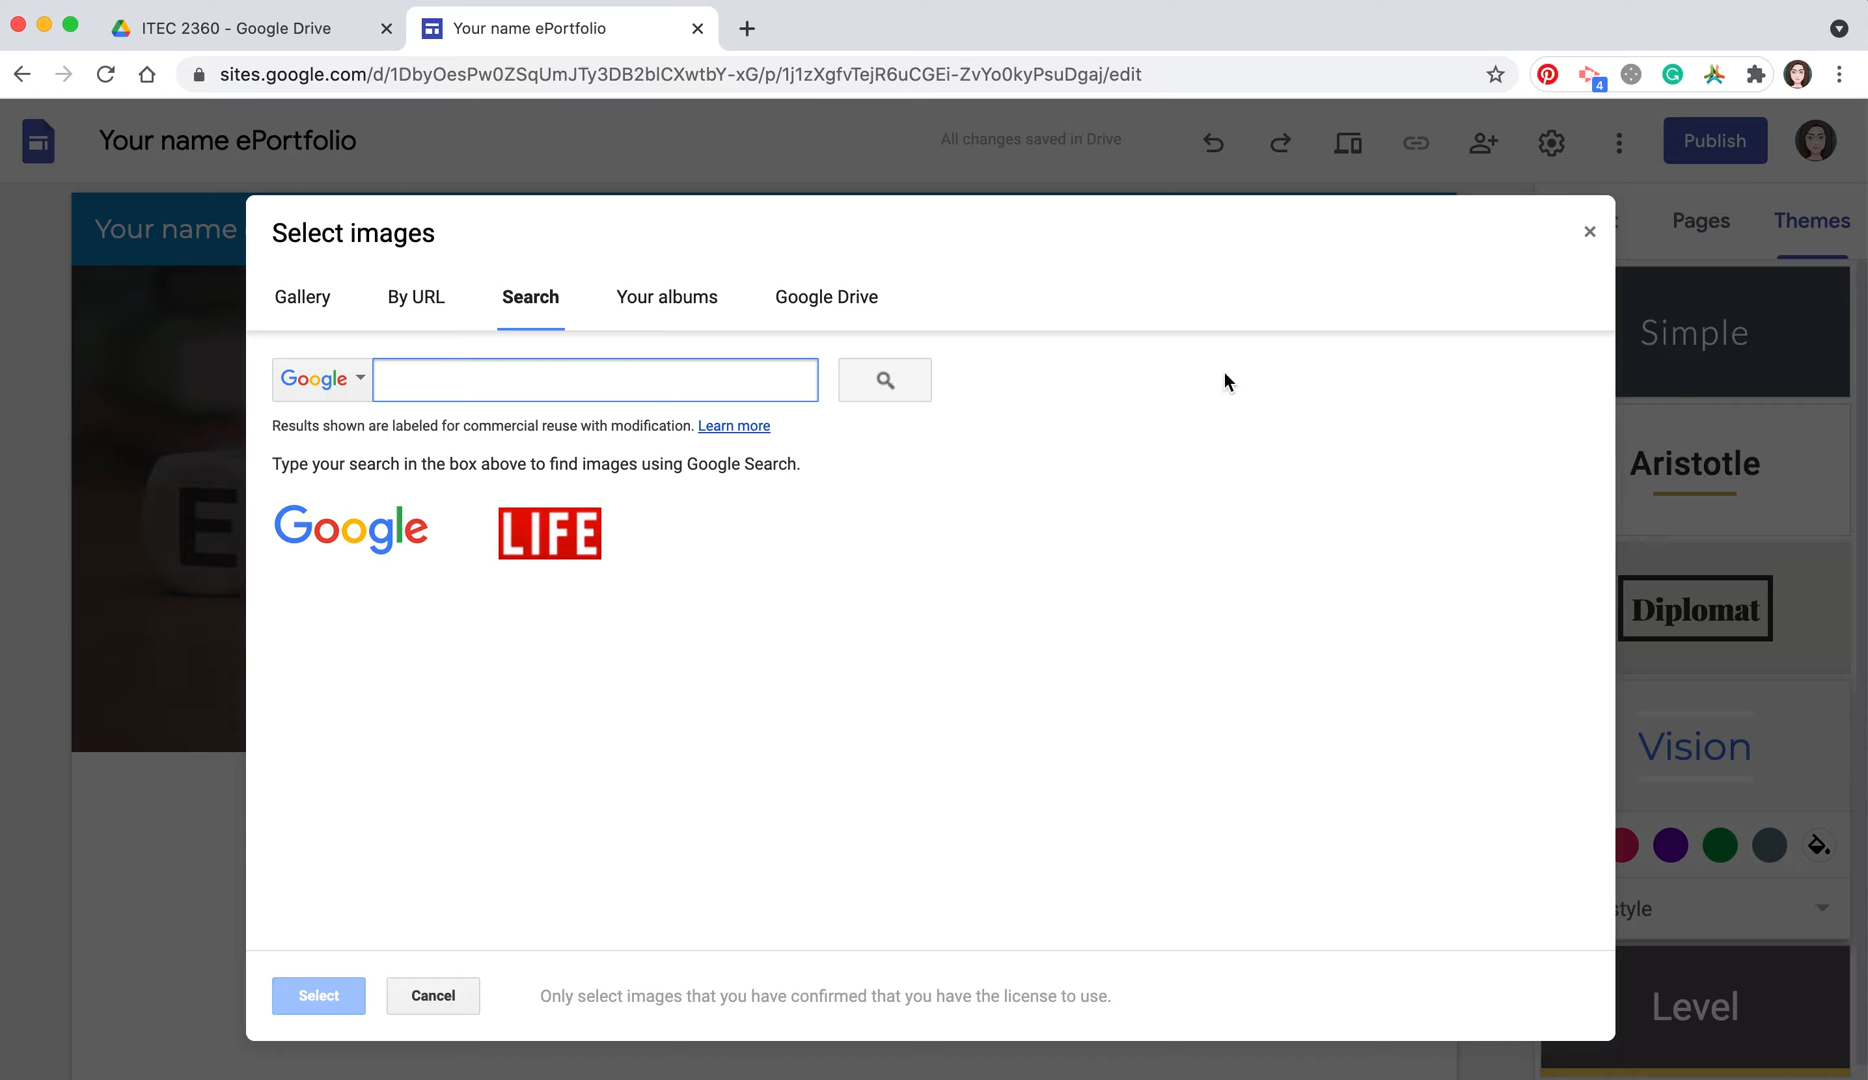 ITEC 2360 - Google Drive
Your name ePortfolio
sites.google.com/d/1DbyOesPw0ZSqUmJTy3DB2blCXwtbY-xG/p/1j1zXgfvTejR6uCGEi-ZvYo0kyPsuDgaj/edit
4
Your name ePortfolio
All changes saved in Drive
Publish
Your name
Pages
Themes
Select images
Gallery
By URL
Search
Your albums
Google Drive
Google
Results shown are labeled for commercial reuse with modification. Learn more
Type your search in the box above to find images using Google Search.
Google
LIFE
E
Simple
Aristotle
Diplomat
Vision
style
Level
Select
Cancel
Only select images that you have confirmed that you have the license to use.